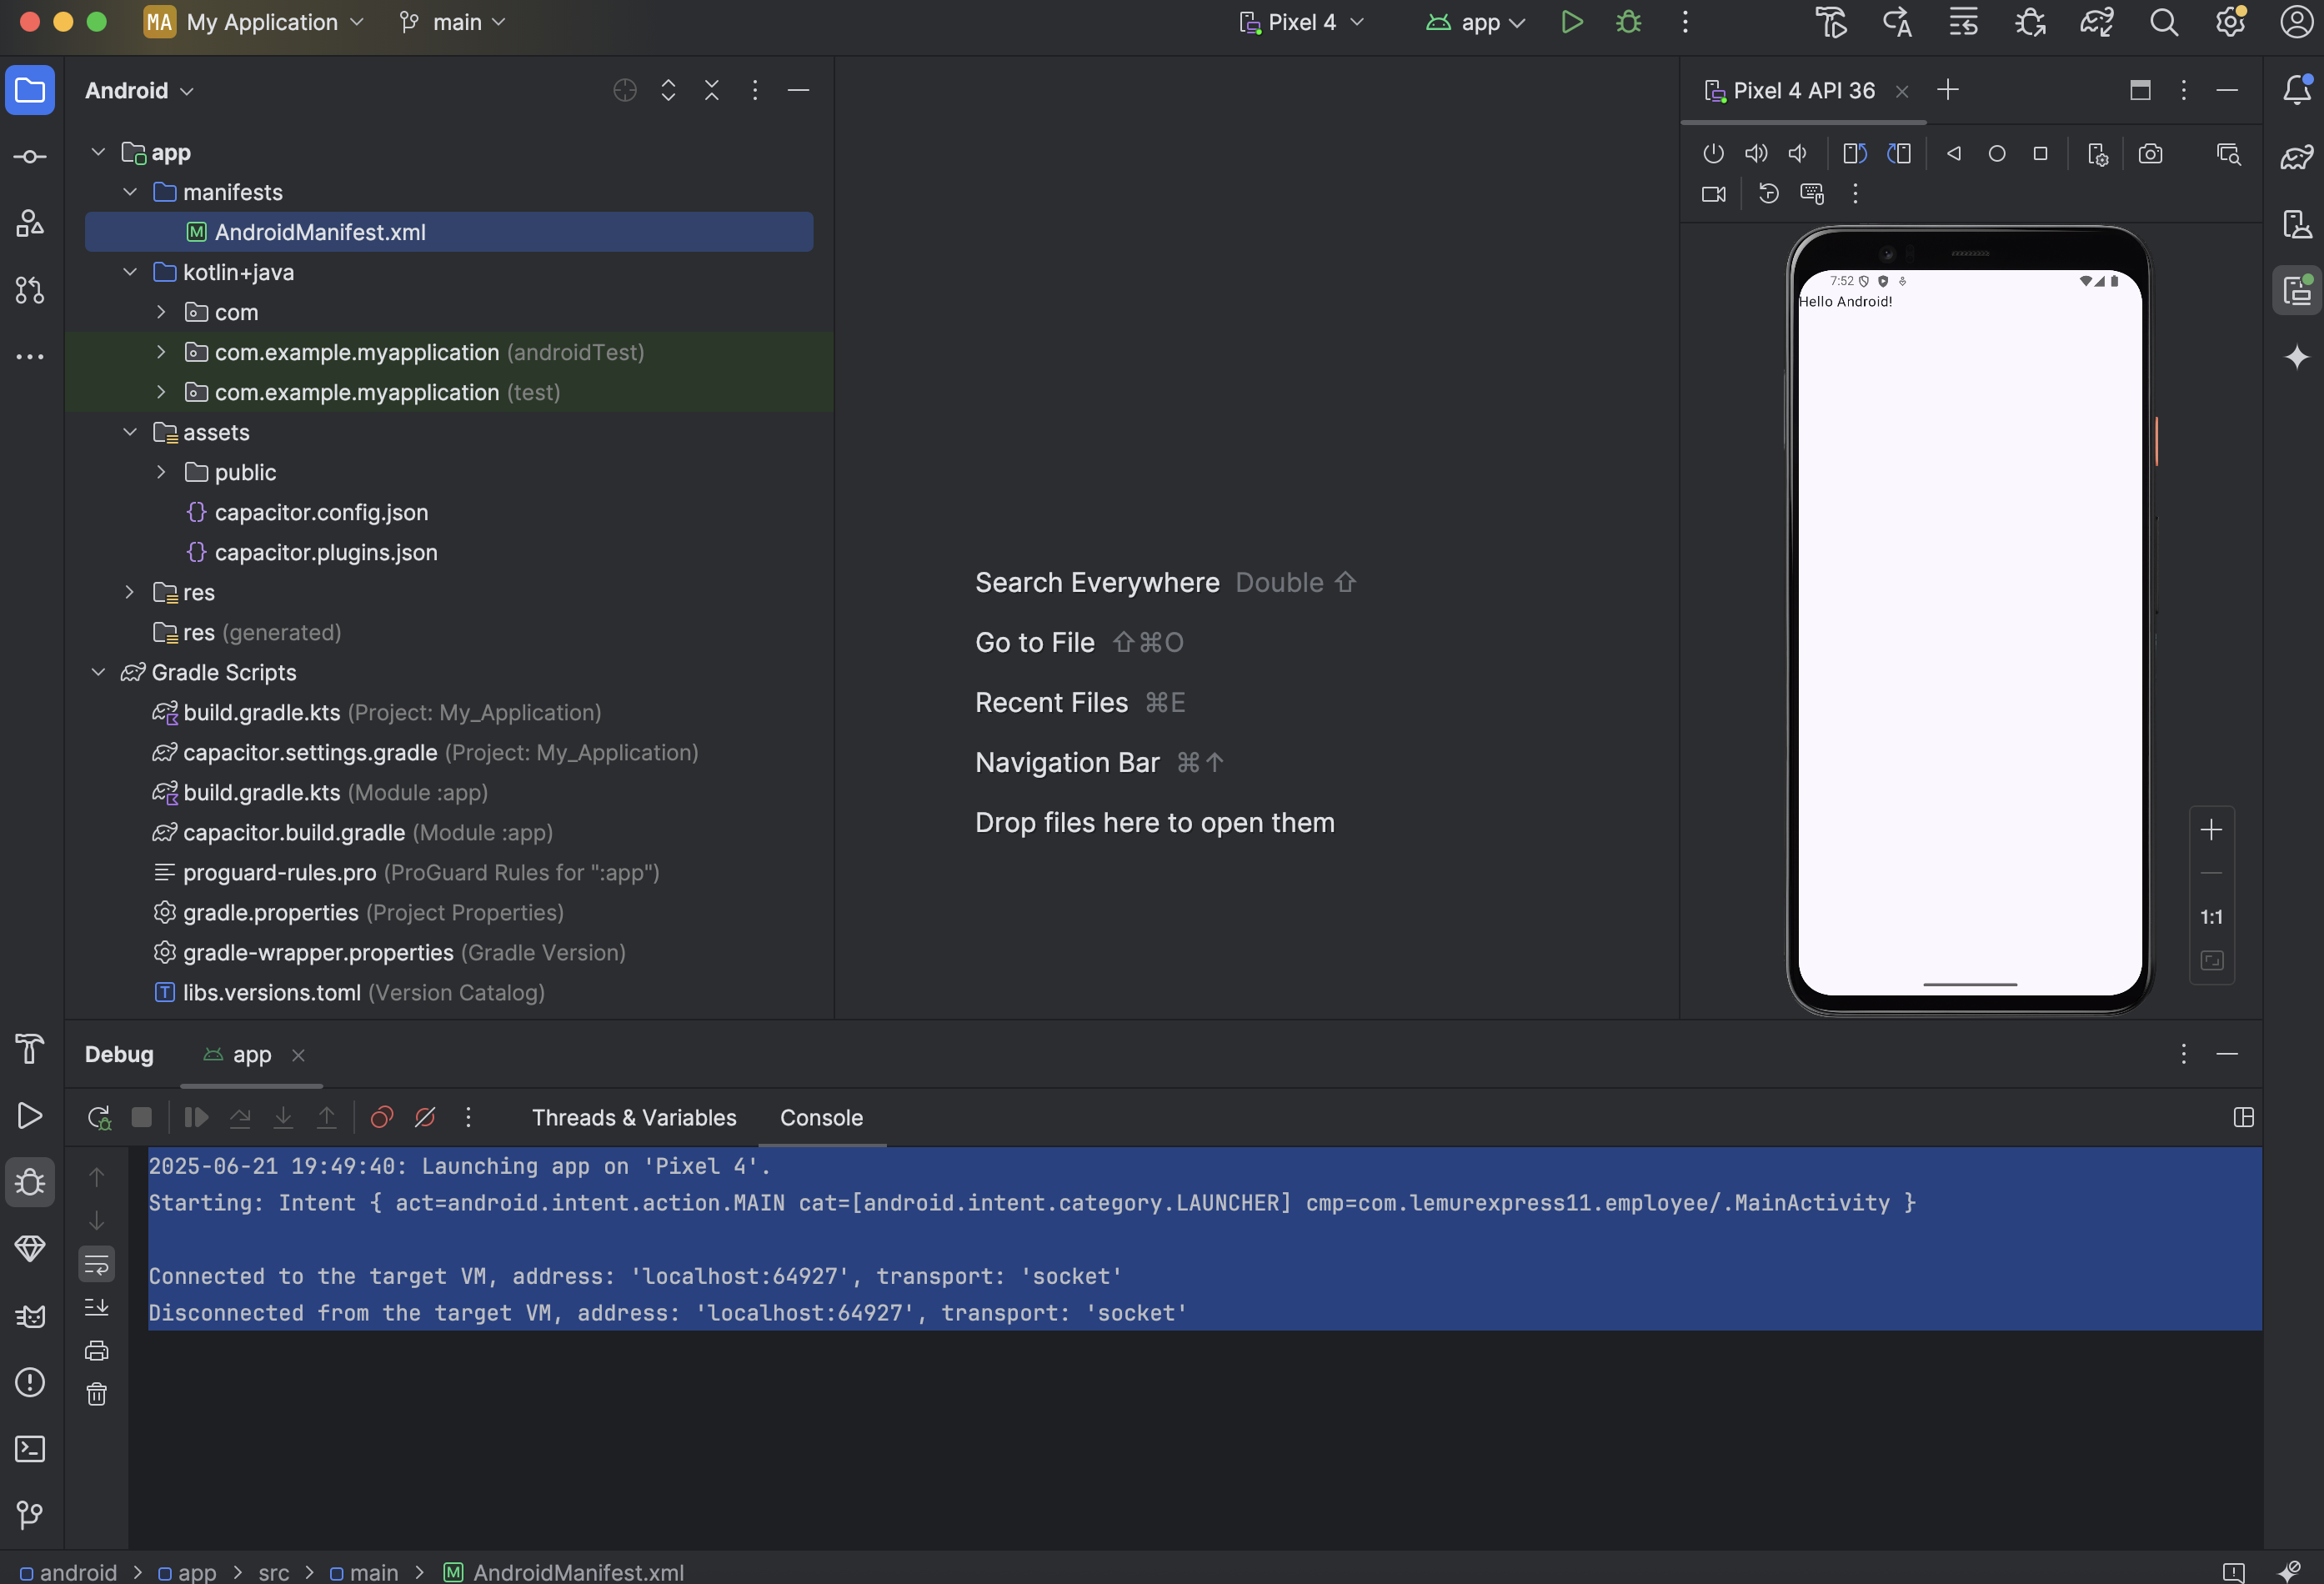 MA My Application main Pixel 4 app
Android
app
manifests
AndroidManifest.xml
kotlin+java
com
com.example.myapplication (androidTest)
com.example.myapplication (test)
assets
public
capacitor.config.json
capacitor.plugins.json
res
res (generated)
Gradle Scripts
build.gradle.kts (Project: My_Application)
capacitor.settings.gradle (Project: My_Application)
build.gradle.kts (Module :app)
capacitor.build.gradle (Module :app)
proguard-rules.pro (ProGuard Rules for ":app")
gradle.properties (Project Properties)
gradle-wrapper.properties (Gradle Version)
libs.versions.toml (Version Catalog)
Search Everywhere Double ⇧
Go to File ⇧⌘O
Recent Files ⌘E
Navigation Bar ⌘↑
Drop files here to open them
Pixel 4 API 36
7:52
Hello Android!
1:1
Debug app
Threads & Variables Console
2025-06-21 19:49:40: Launching app on 'Pixel 4'.
Starting: Intent { act=android.intent.action.MAIN cat=[android.intent.category.LAUNCHER] cmp=com.lemurexpress11.employee/.MainActivity }
Connected to the target VM, address: 'localhost:64927', transport: 'socket'
Disconnected from the target VM, address: 'localhost:64927', transport: 'socket'
android > app > src > main > AndroidManifest.xml